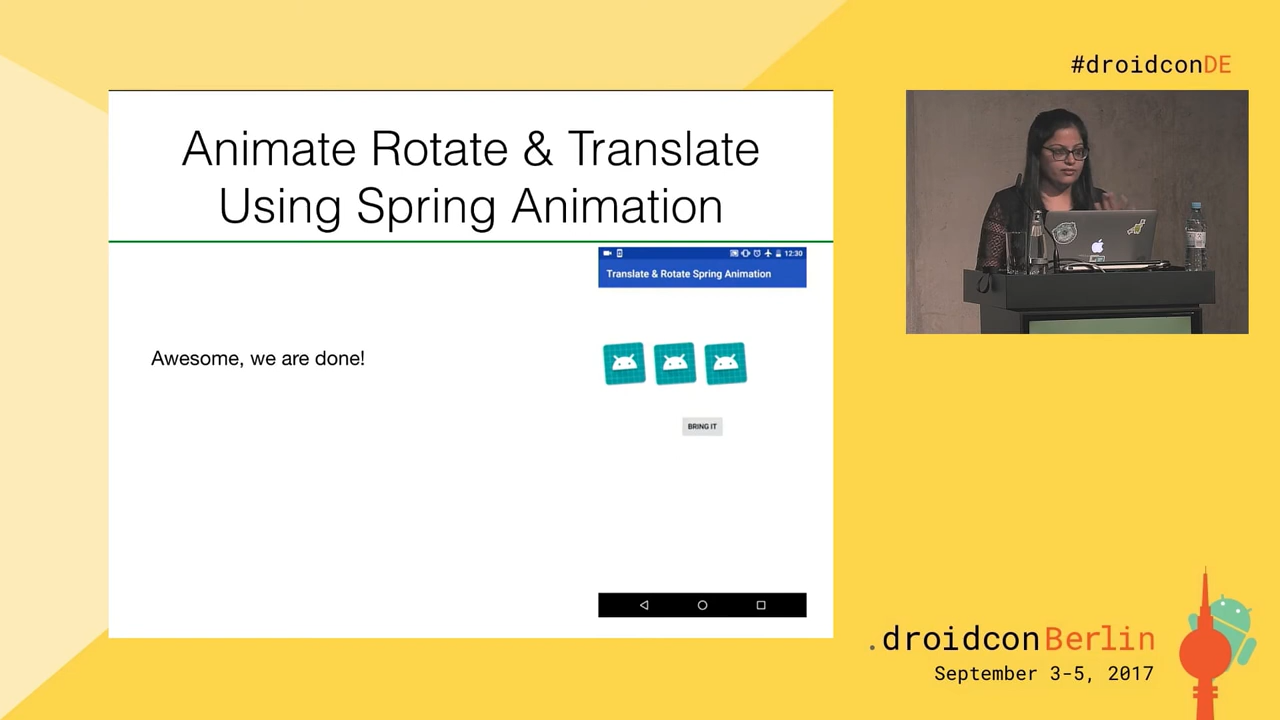 #droidconDE
Animate Rotate & Translate
Using Spring Animation
12:30
Translate & Rotate Spring Animation
Awesome, we are done!
BRING IT
.droidconBerlin
September 3-5, 2017